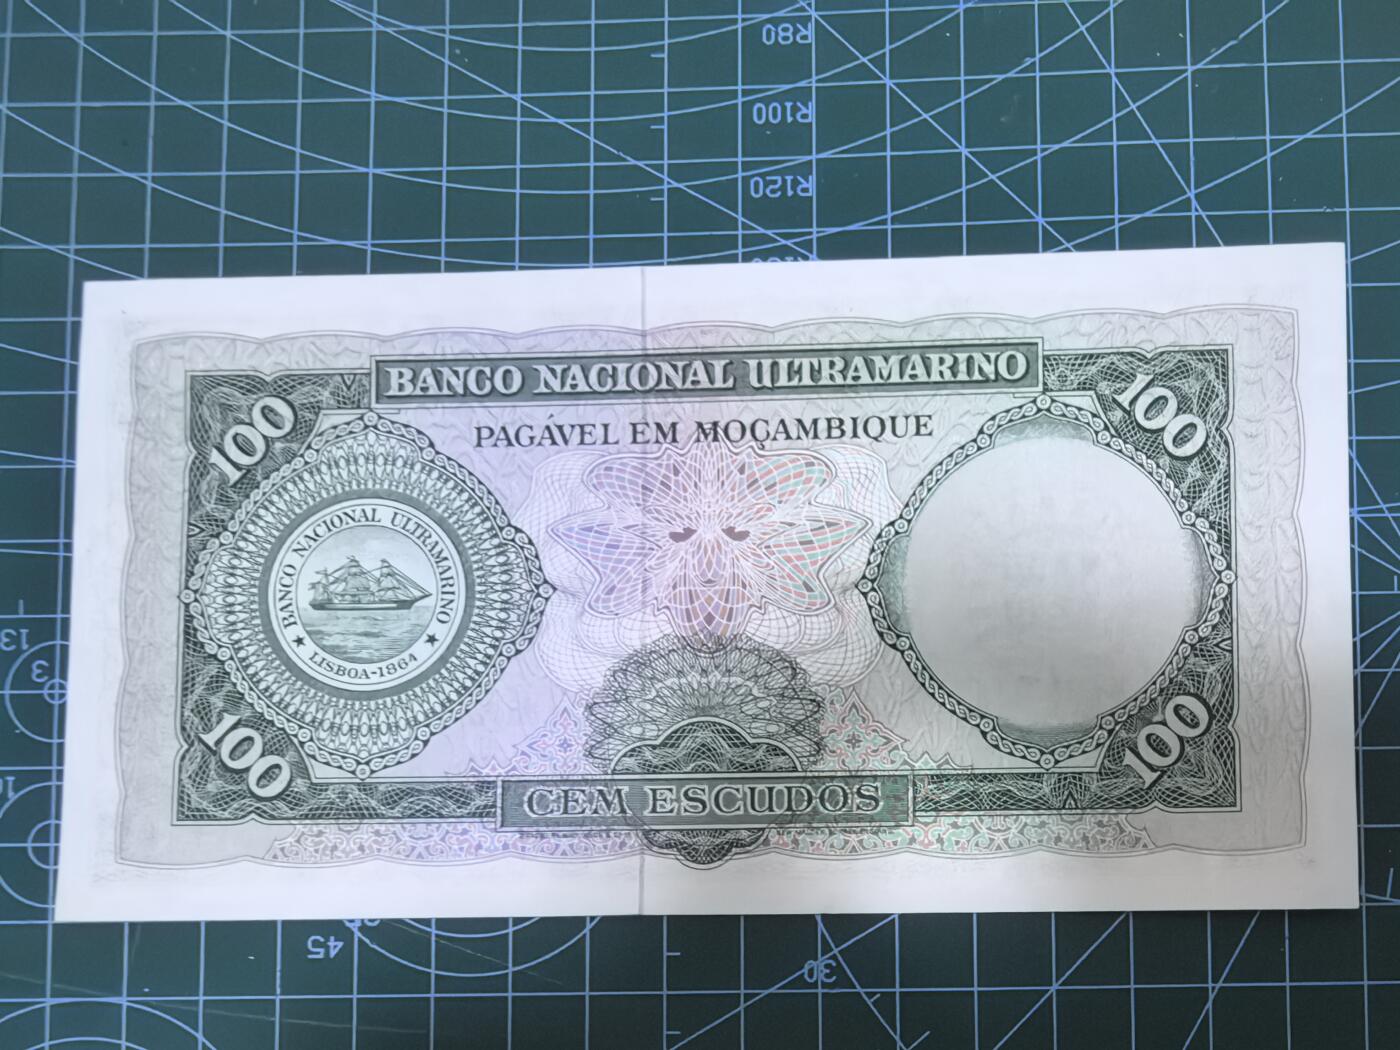 R80
R100
R120
BANCO NACIONAL ULTRAMARINO
PAGÁVEL EM MOÇAMBIQUE
100
100
BANCO NACIONAL ULTRAMARINO
★ LISBOA-1864 ★
100
100
CEM ESCUDOS
13
3
45
30